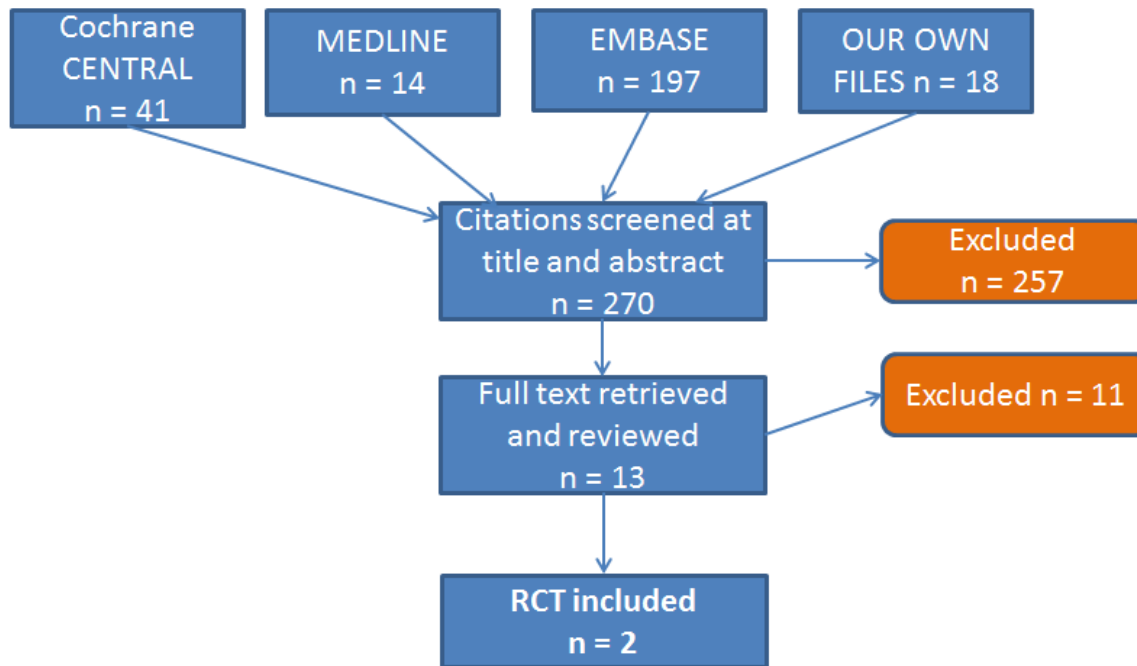 Cochrane
CENTRAL
n = 41
MEDLINE
n = 14
EMBASE
n = 197
OUR OWN
FILES n = 18
Citations screened at
title and abstract
n = 270
Excluded
n = 257
Full text retrieved
and reviewed
n = 13
Excluded n = 11
RCT included
n = 2